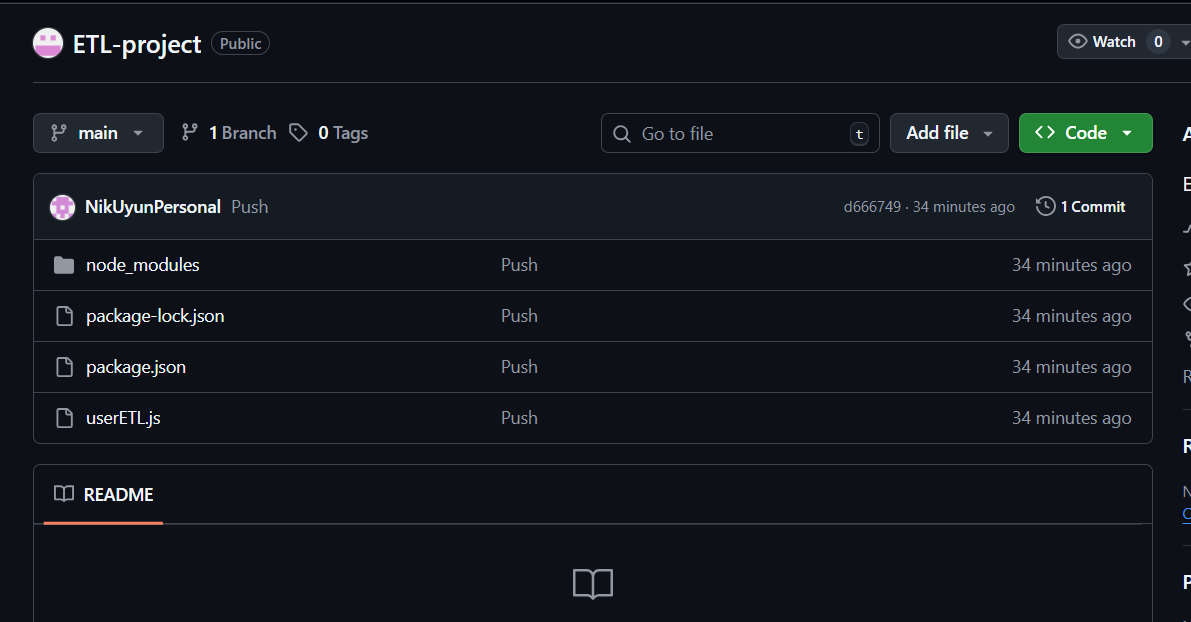 ETL-project Public Watch 0
main 1 Branch 0 Tags Go to file t Add file Code
NikUyunPersonal Push d666749 · 34 minutes ago 1 Commit
node_modules Push 34 minutes ago
package-lock.json Push 34 minutes ago
package.json Push 34 minutes ago
userETL.js Push 34 minutes ago
README